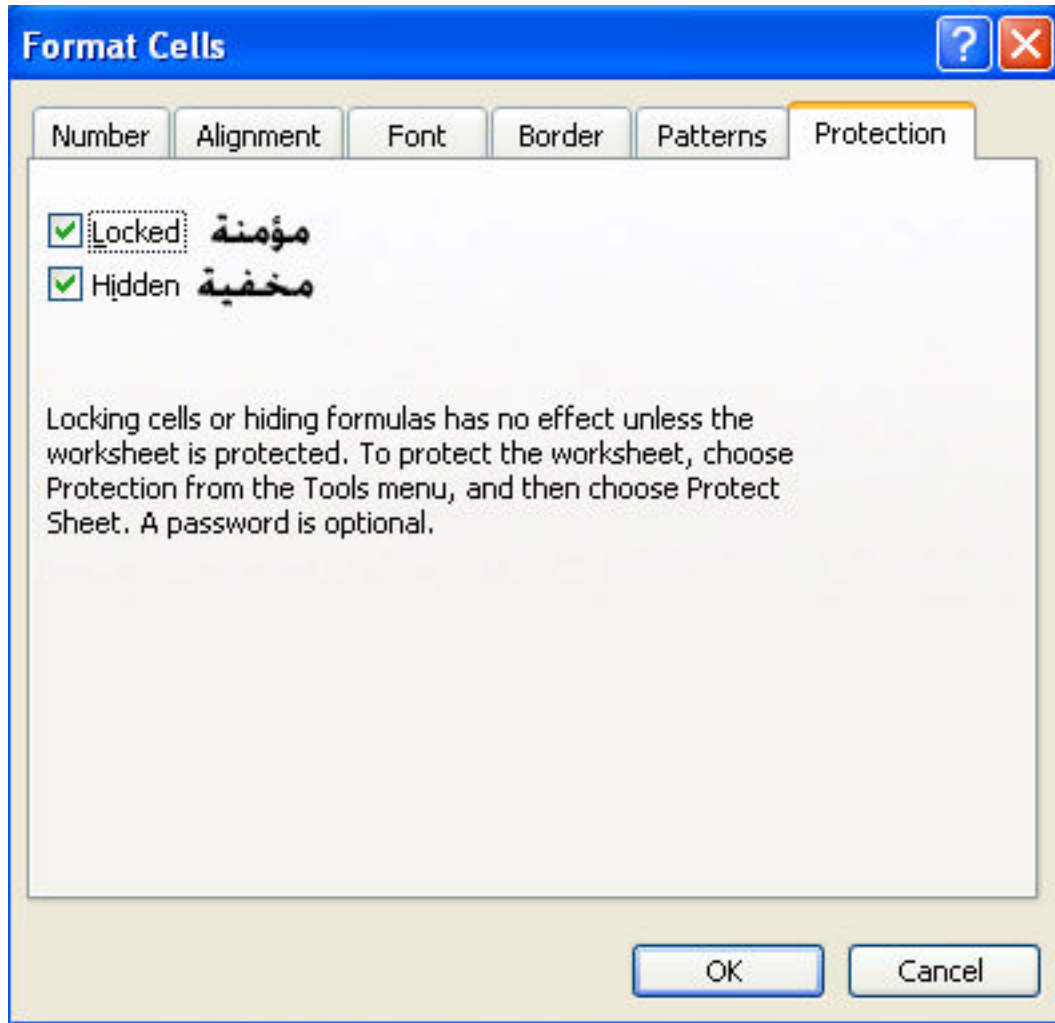 Format Cells
Number Alignment Font Border Patterns Protection
Locked مؤمنة
Hidden مخفية
Locking cells or hiding formulas has no effect unless the
worksheet is protected. To protect the worksheet, choose
Protection from the Tools menu, and then choose Protect
Sheet. A password is optional.
OK Cancel